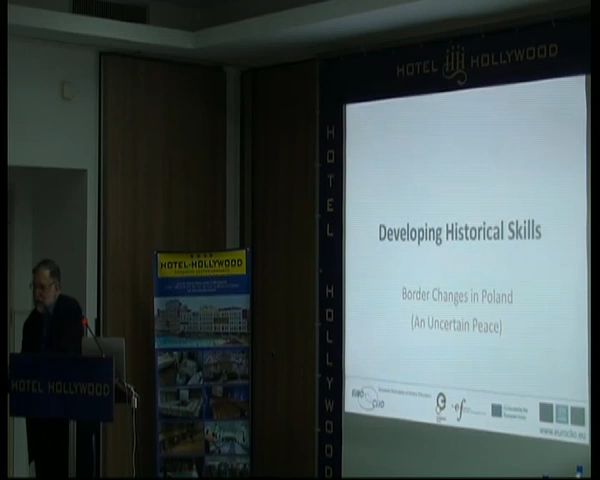 HOTEL HOLLYWOOD
HOTEL HOLLYWOOD
Developing Historical Skills
Border Changes in Poland
(An Uncertain Peace)
EURO
CLIO
www.euroclio.eu
HOTEL-HOLLYWOOD
HOTEL HOLLYWOOD